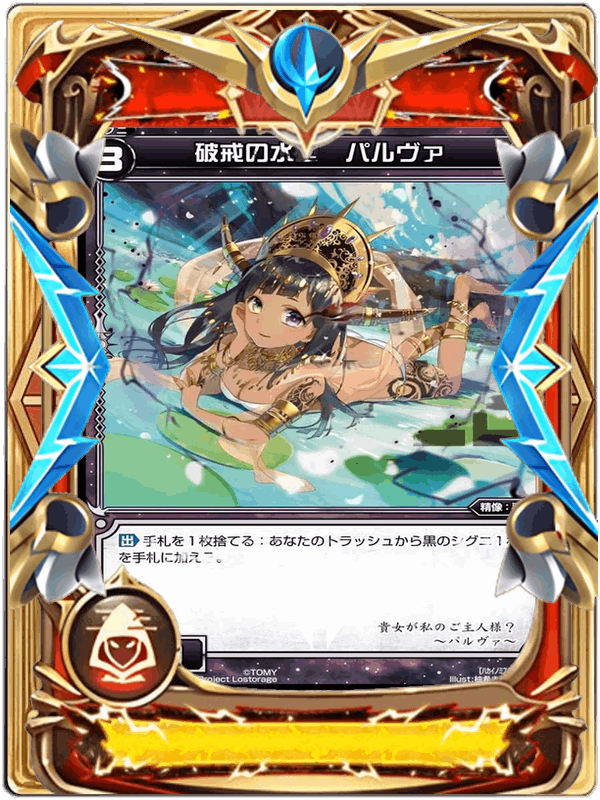 3
破戒の水 パルヴァ
精像:
出 手札を1枚捨てる:あなたのトラッシュから黒のシグニ1
を手札に加え
貴女が私のご主人様?
~パルヴァ~
©TOMY
Project Lostorage
Illust: